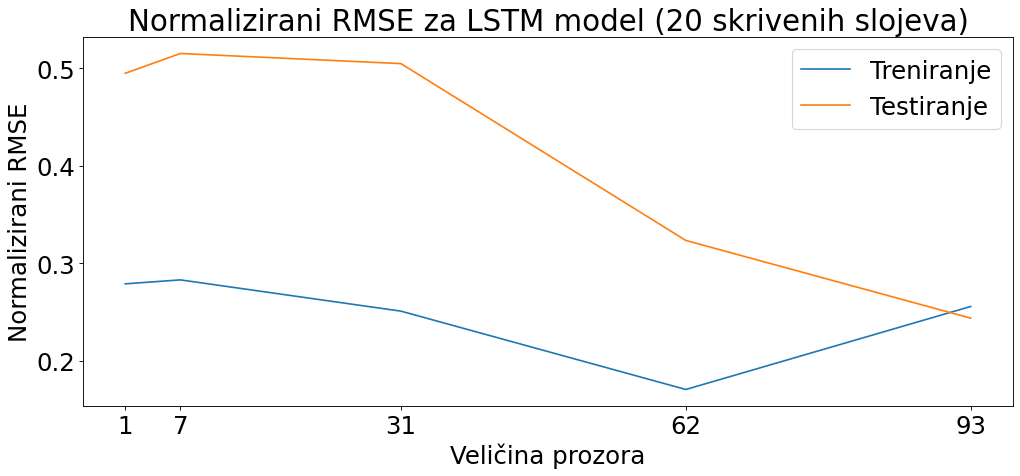 Normalizirani RMSE za LSTM model (20 skrivenih slojeva)
Treniranje
Testiranje
Normalizirani RMSE
0.5
0.4
0.3
0.2
1 7 31 62 93
Veličina prozora